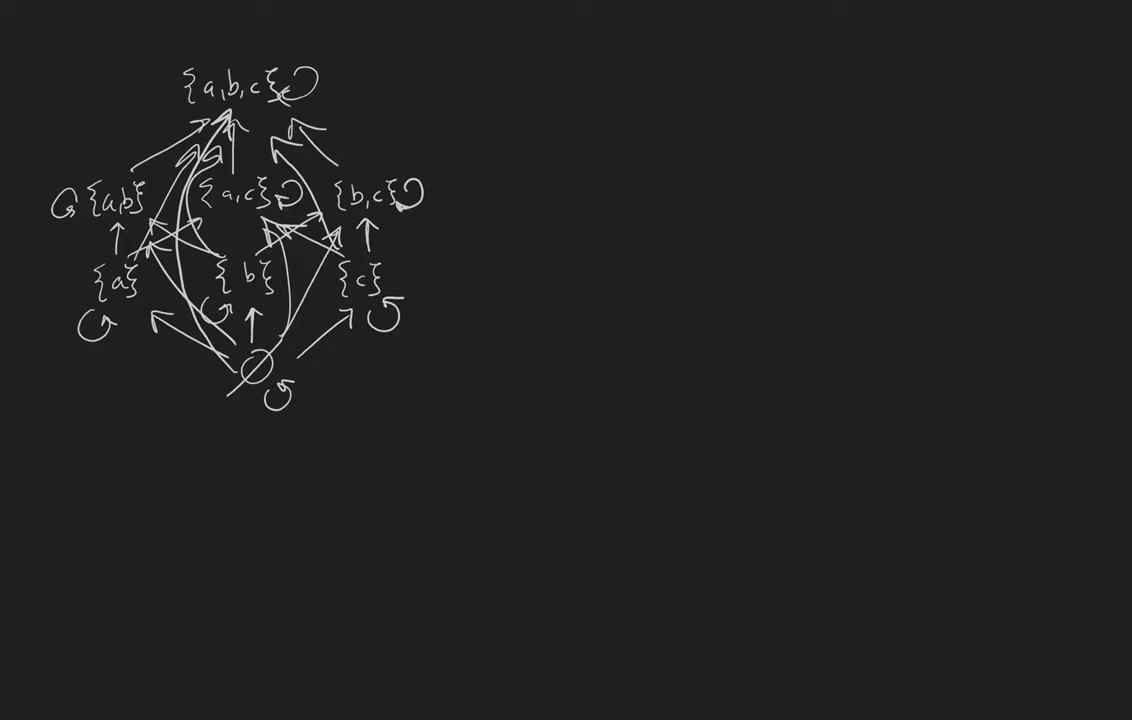 {a,b,c}
{a,b} {a,c} {b,c}
{a} {b} {c}
∅